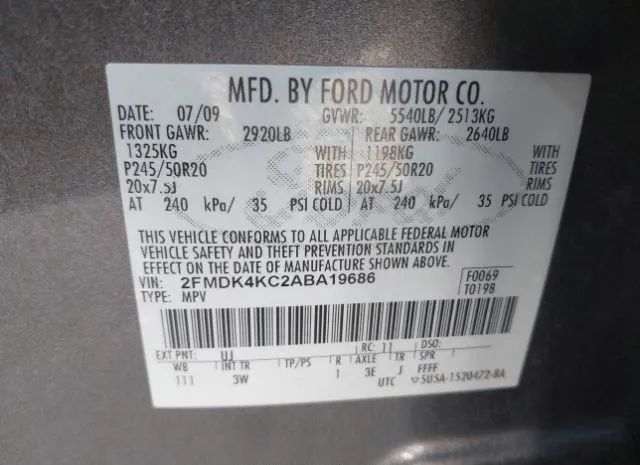 MFD. BY FORD MOTOR CO.
DATE: 07/09 GVWR: 5540LB/ 2513KG
FRONT GAWR: 2920LB REAR GAWR: 2640LB
1325KG WITH 1198KG WITH
P245/50R20 TIRES P245/50R20 TIRES
20x7.5J RIMS 20x7.5J RIMS
AT 240 kPa/ 35 PSI COLD AT 240 kPa/ 35 PSI COLD
THIS VEHICLE CONFORMS TO ALL APPLICABLE FEDERAL MOTOR
VEHICLE SAFETY AND THEFT PREVENTION STANDARDS IN
EFFECT ON THE DATE OF MANUFACTURE SHOWN ABOVE.
VIN: 2FMDK4KC2ABA19686 F0069
TYPE: MPV T0198
EXT PNT: UJ RC: 11 DSO:
WB INT TR TP/PS R AXLE TR SPR
111 3W 1 3E J FFFF
UTC ▽5U5A-1520472-BA